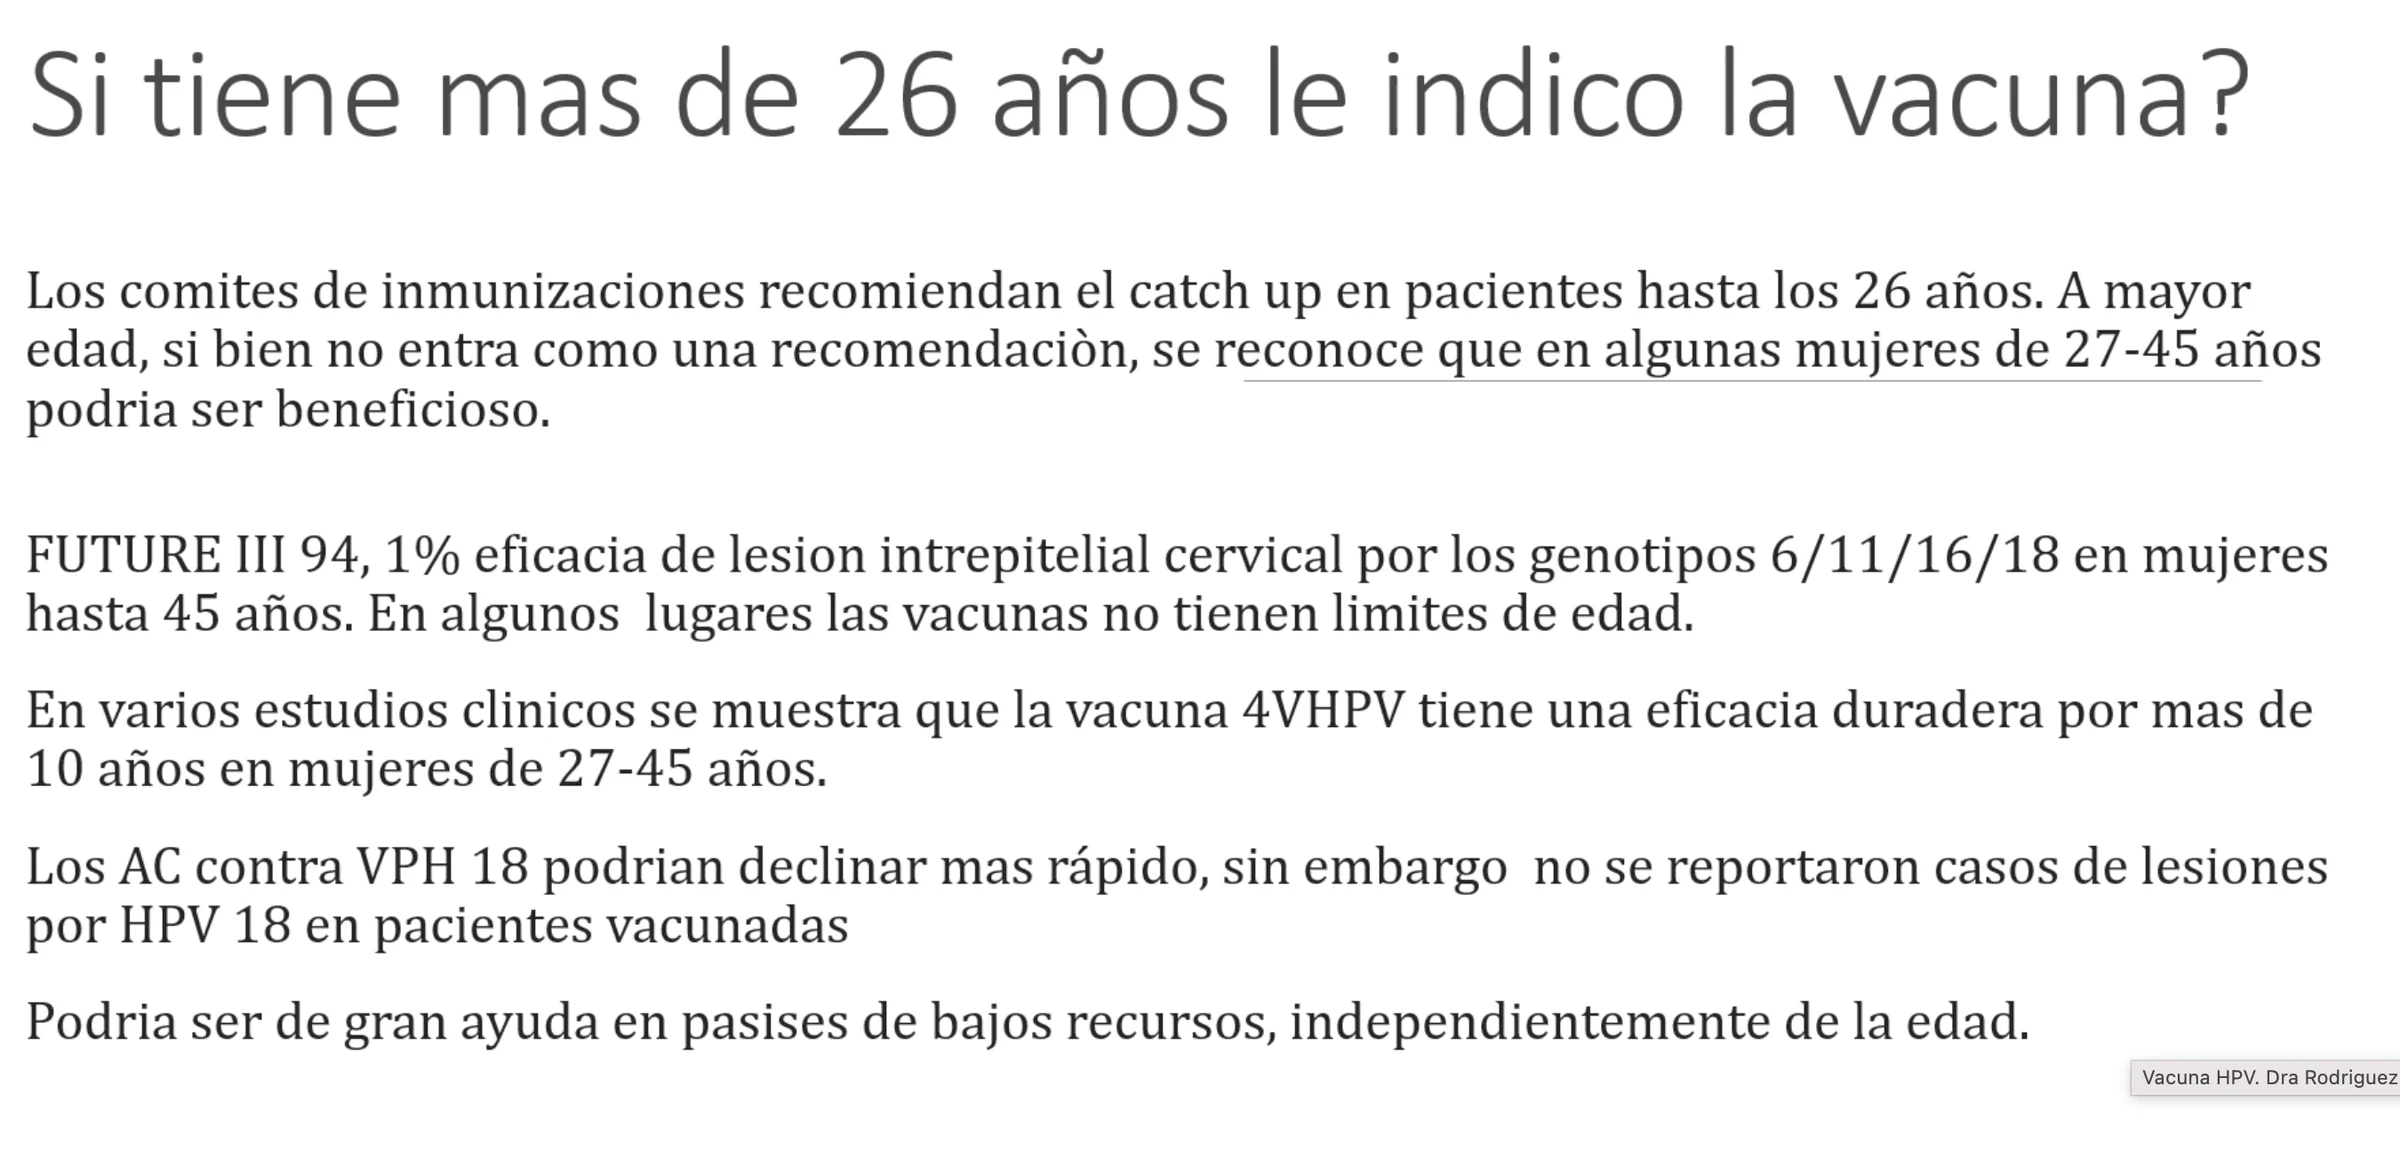 Si tiene mas de 26 años le indico la vacuna?
Los comites de inmunizaciones recomiendan el catch up en pacientes hasta los 26 años. A mayor
edad, si bien no entra como una recomendaciòn, se reconoce que en algunas mujeres de 27-45 años
podria ser beneficioso.
FUTURE III 94, 1% eficacia de lesion intrepitelial cervical por los genotipos 6/11/16/18 en mujeres
hasta 45 años. En algunos  lugares las vacunas no tienen limites de edad.
En varios estudios clinicos se muestra que la vacuna 4VHPV tiene una eficacia duradera por mas de
10 años en mujeres de 27-45 años.
Los AC contra VPH 18 podrian declinar mas rápido, sin embargo  no se reportaron casos de lesiones
por HPV 18 en pacientes vacunadas
Podria ser de gran ayuda en pasises de bajos recursos, independientemente de la edad.
Vacuna HPV. Dra Rodriguez